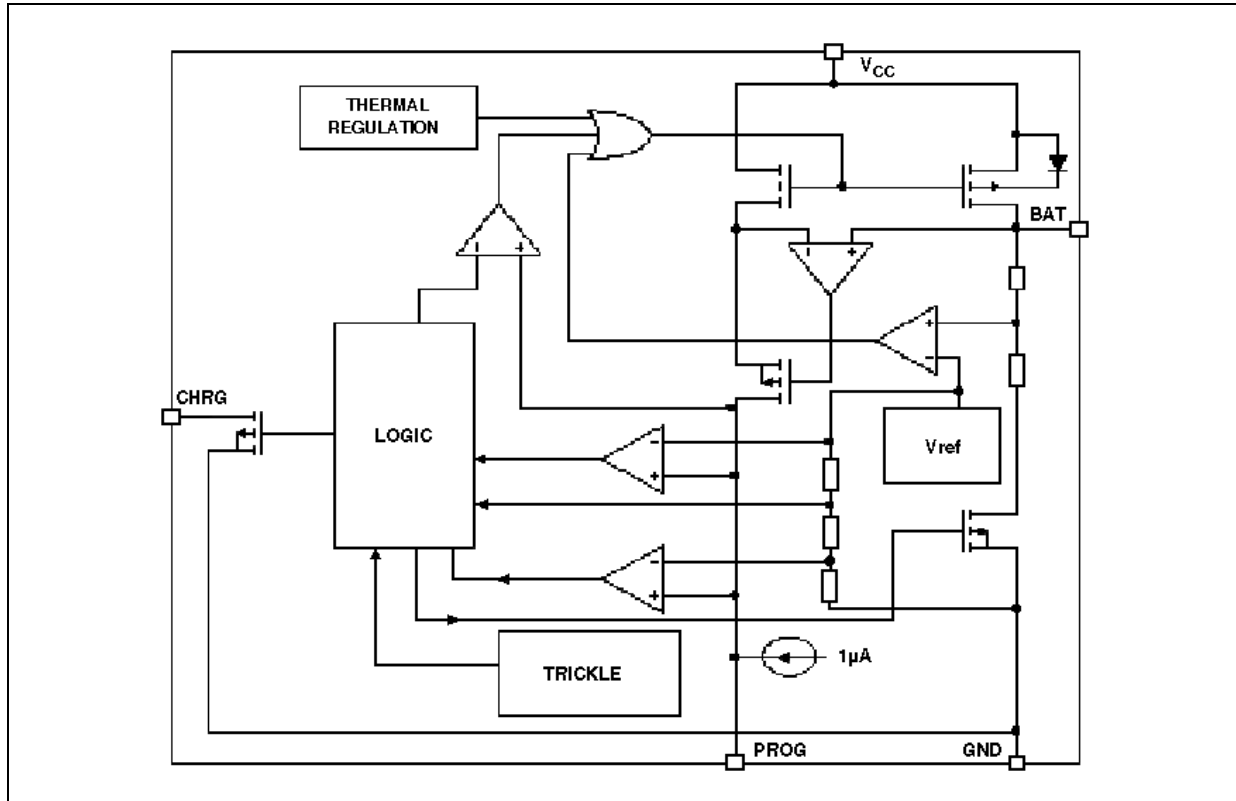 VCC
THERMAL
REGULATION
- +
- +
BAT
+
-
CHRG
LOGIC
-
+
Vref
-
+
1µA
TRICKLE
PROG
GND